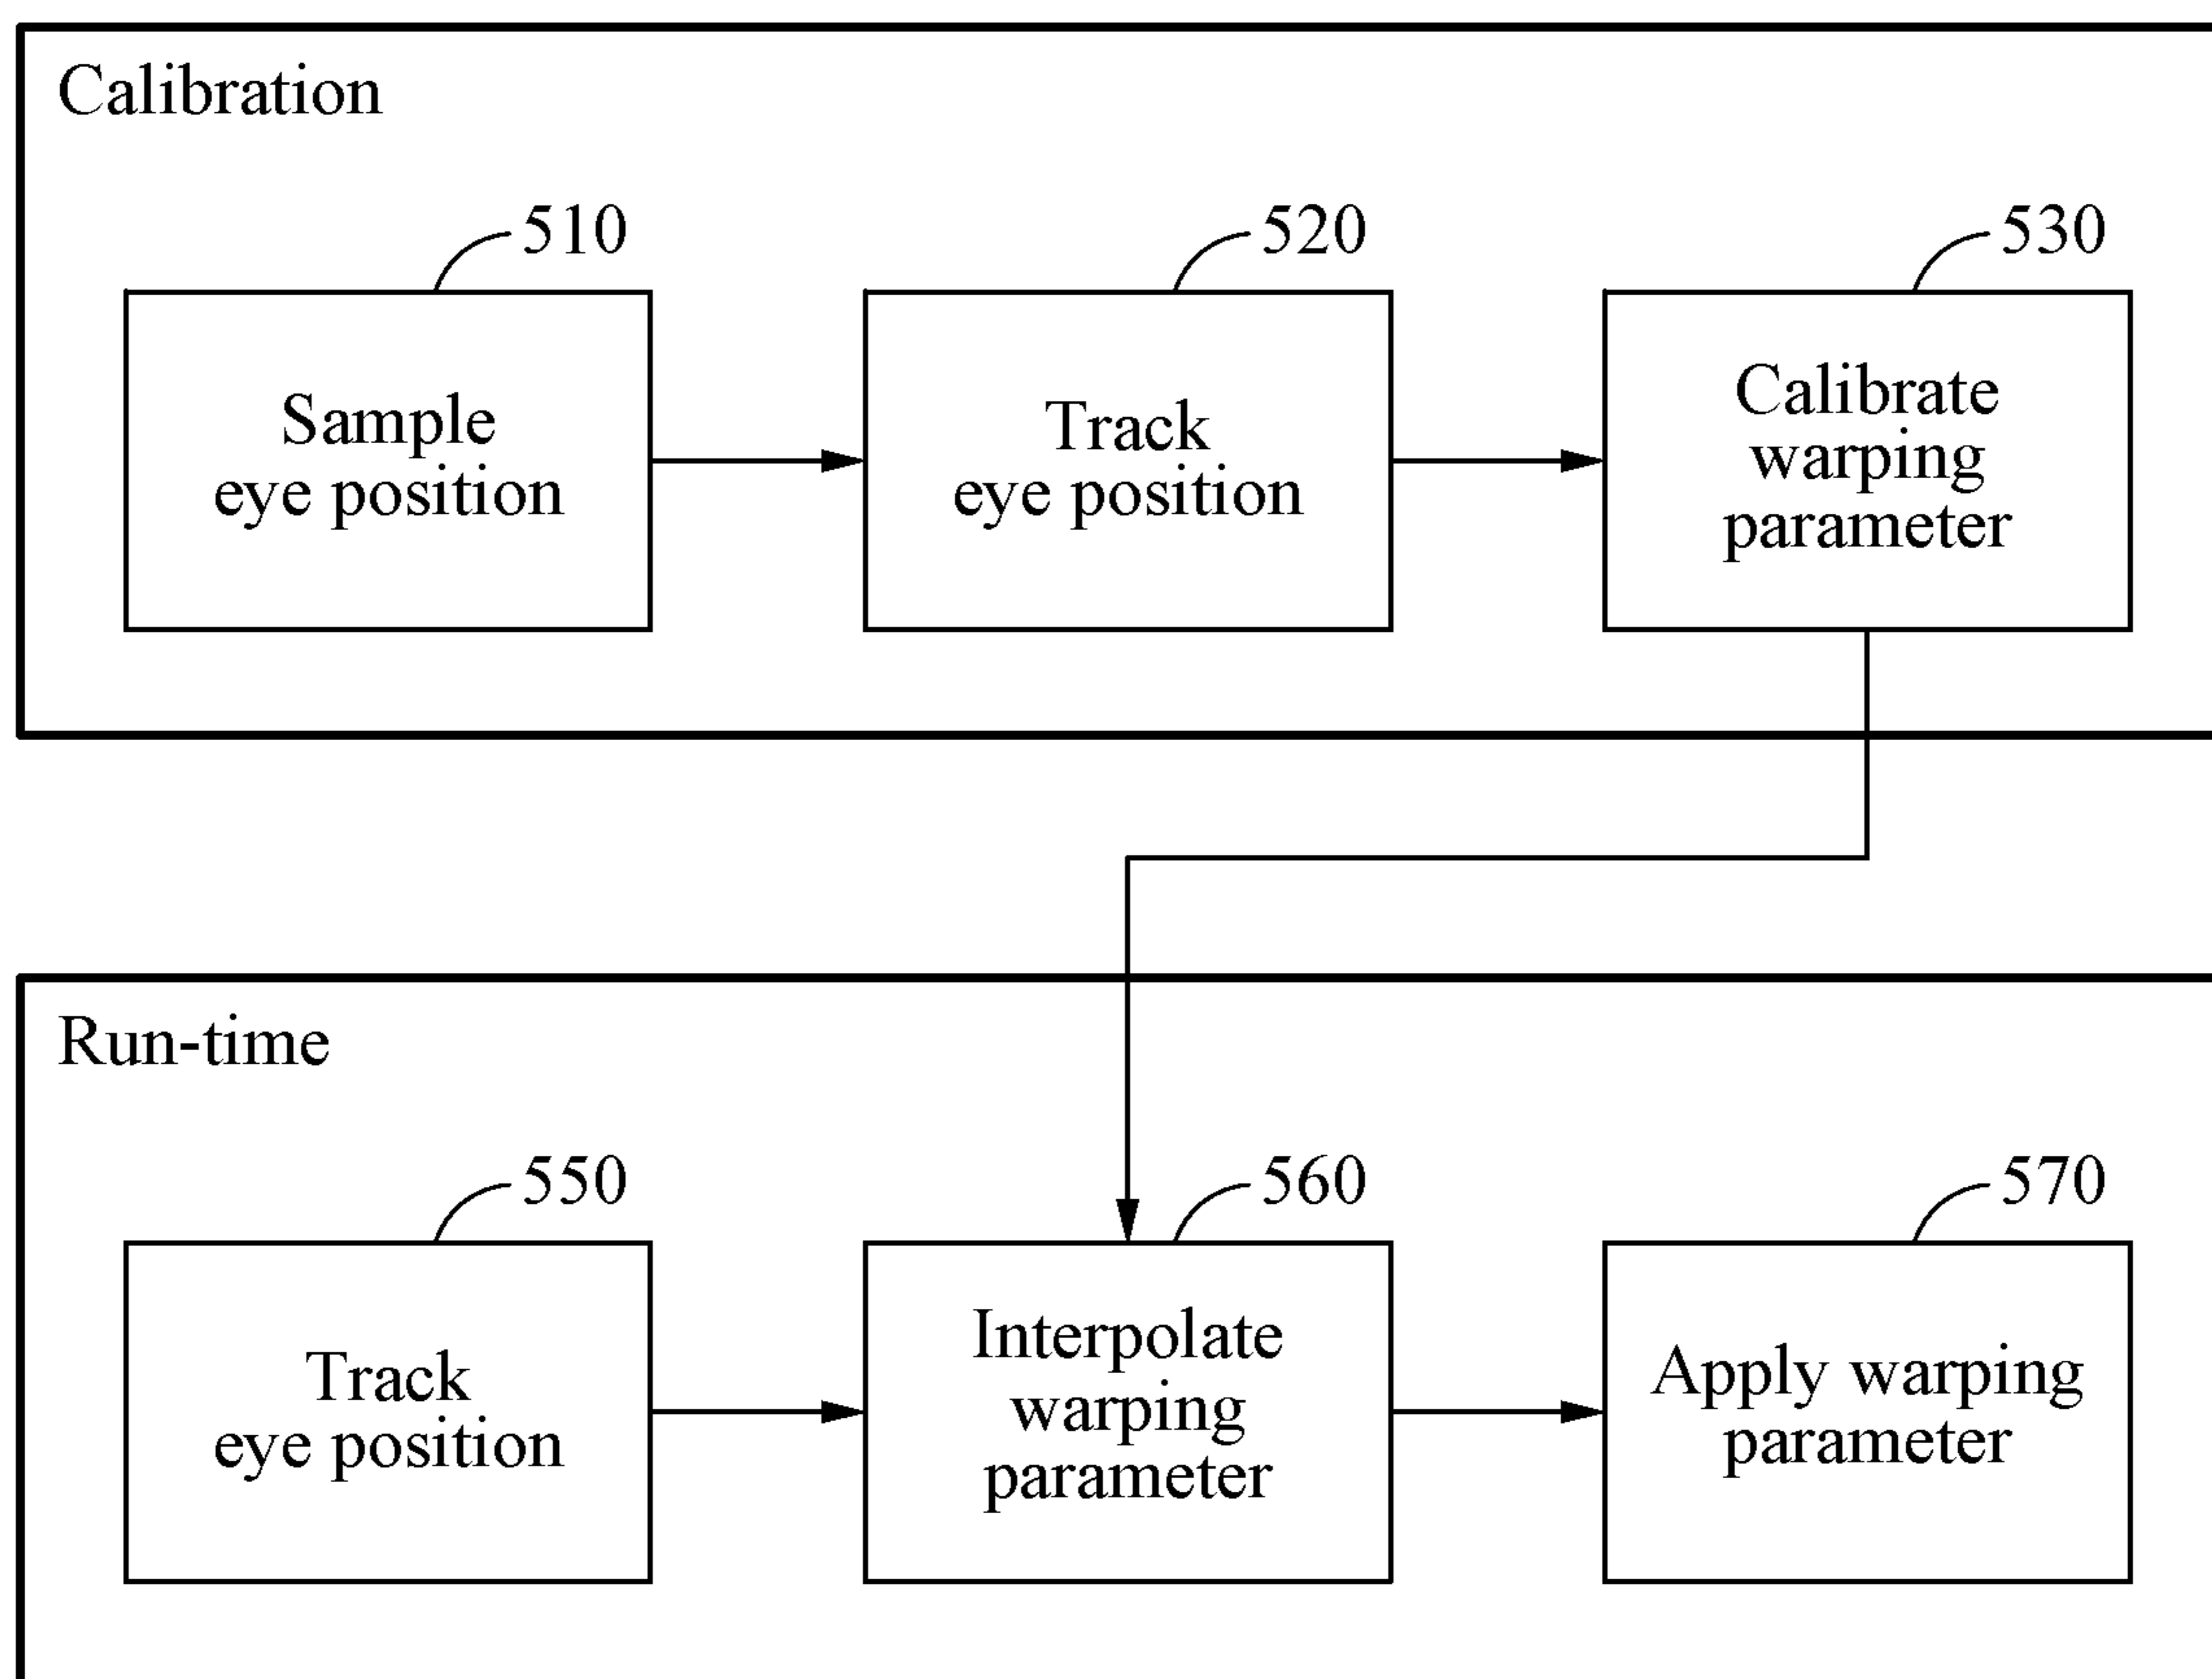 Calibration
510
520
530
Sample
eye position
Track
eye position
Calibrate
warping
parameter
Run-time
550
560
570
Track
eye position
Interpolate
warping
parameter
Apply warping
parameter